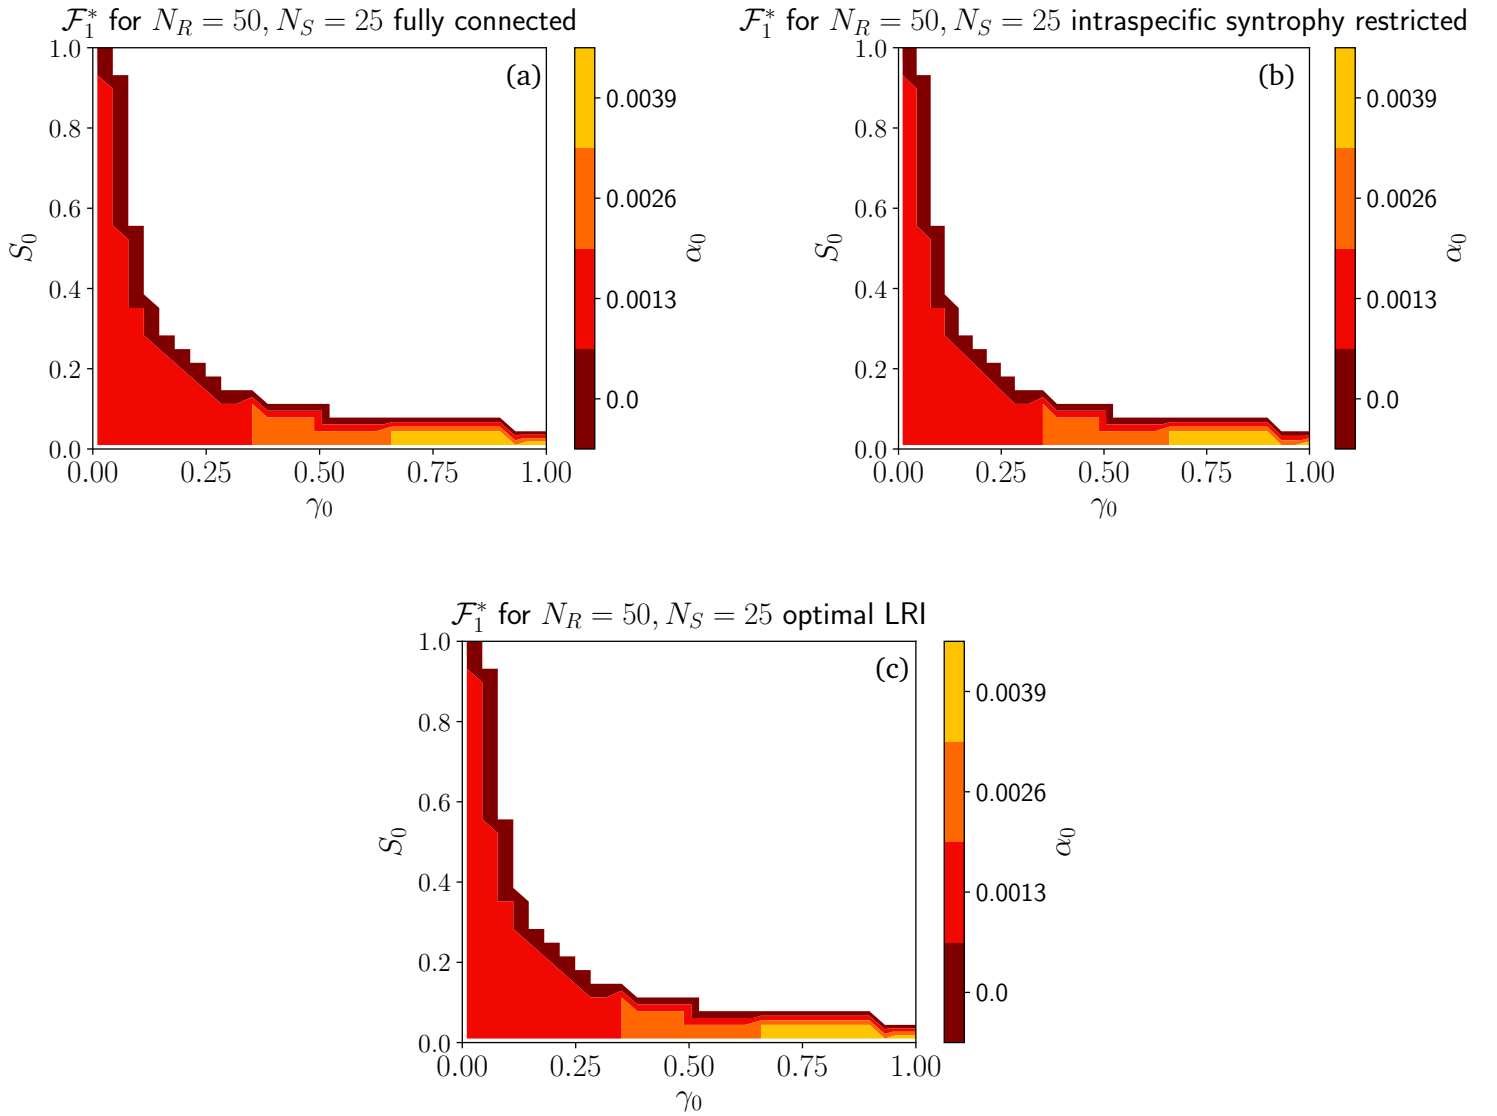 𝓕₁* for N_R = 50, N_S = 25 fully connected
(a)
1.0
0.8
0.6
0.4
0.2
0.0
S₀
0.00 0.25 0.50 0.75 1.00
γ₀
0.0039
0.0026
0.0013
0.0
α₀
𝓕₁* for N_R = 50, N_S = 25 intraspecific syntrophy restricted
(b)
1.0
0.8
0.6
0.4
0.2
0.0
S₀
0.00 0.25 0.50 0.75 1.00
γ₀
0.0039
0.0026
0.0013
0.0
α₀
𝓕₁* for N_R = 50, N_S = 25 optimal LRI
(c)
1.0
0.8
0.6
0.4
0.2
0.0
S₀
0.00 0.25 0.50 0.75 1.00
γ₀
0.0039
0.0026
0.0013
0.0
α₀